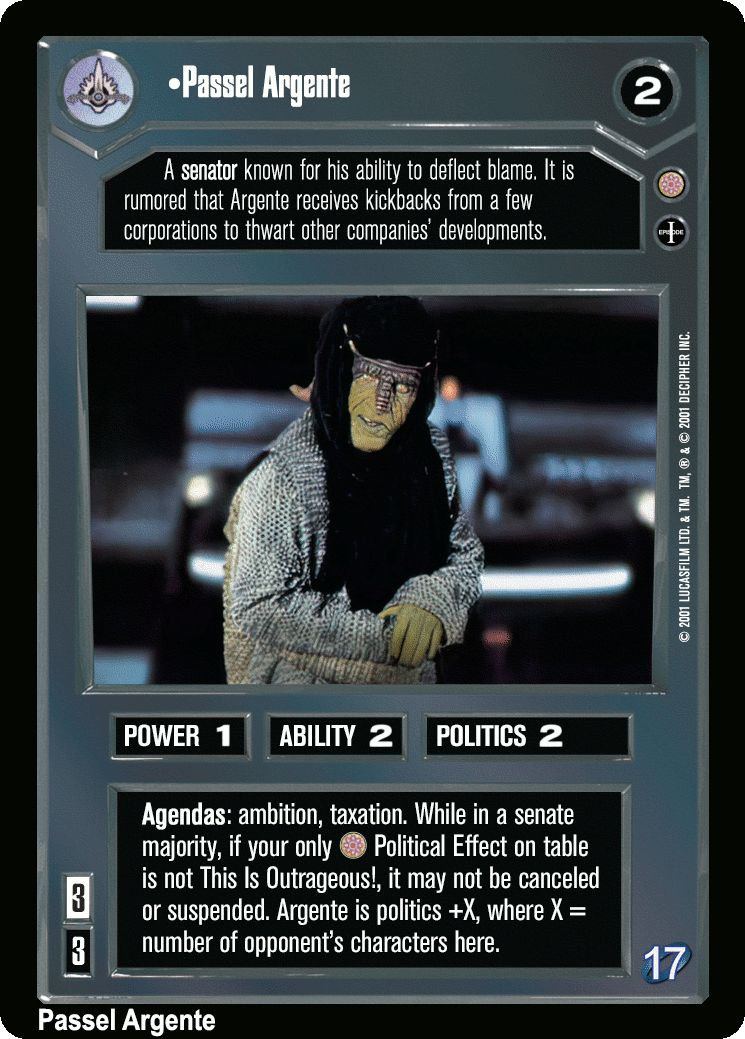 •Passel Argente
2
A senator known for his ability to deflect blame. It is
rumored that Argente receives kickbacks from a few
corporations to thwart other companies' developments.
EPISODE I
© 2001 LUCASFILM LTD. & TM. TM, ® & © 2001 DECIPHER INC.
POWER 1
ABILITY 2
POLITICS 2
Agendas: ambition, taxation. While in a senate
majority, if your only Political Effect on table
is not This Is Outrageous!, it may not be canceled
or suspended. Argente is politics +X, where X =
number of opponent's characters here.
3
3
17
Passel Argente